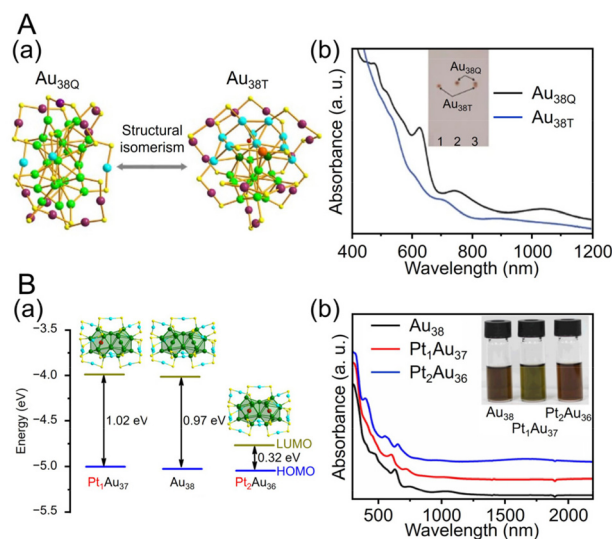 A
(a)
Au38Q
Au38T
Structural
isomerism
(b)
Absorbance (a. u.)
Au38Q
Au38T
1 2 3
Au38Q
Au38T
400 600 800 1000 1200
Wavelength (nm)
B
(a)
Energy (eV)
−3.5
−4.0
−4.5
−5.0
−5.5
1.02 eV
0.97 eV
0.32 eV
LUMO
HOMO
Pt1Au37
Au38
Pt2Au36
(b)
Absorbance (a. u.)
Au38
Pt1Au37
Pt2Au36
Au38
Pt2Au36
Pt1Au37
500 1000 1500 2000
Wavelength (nm)